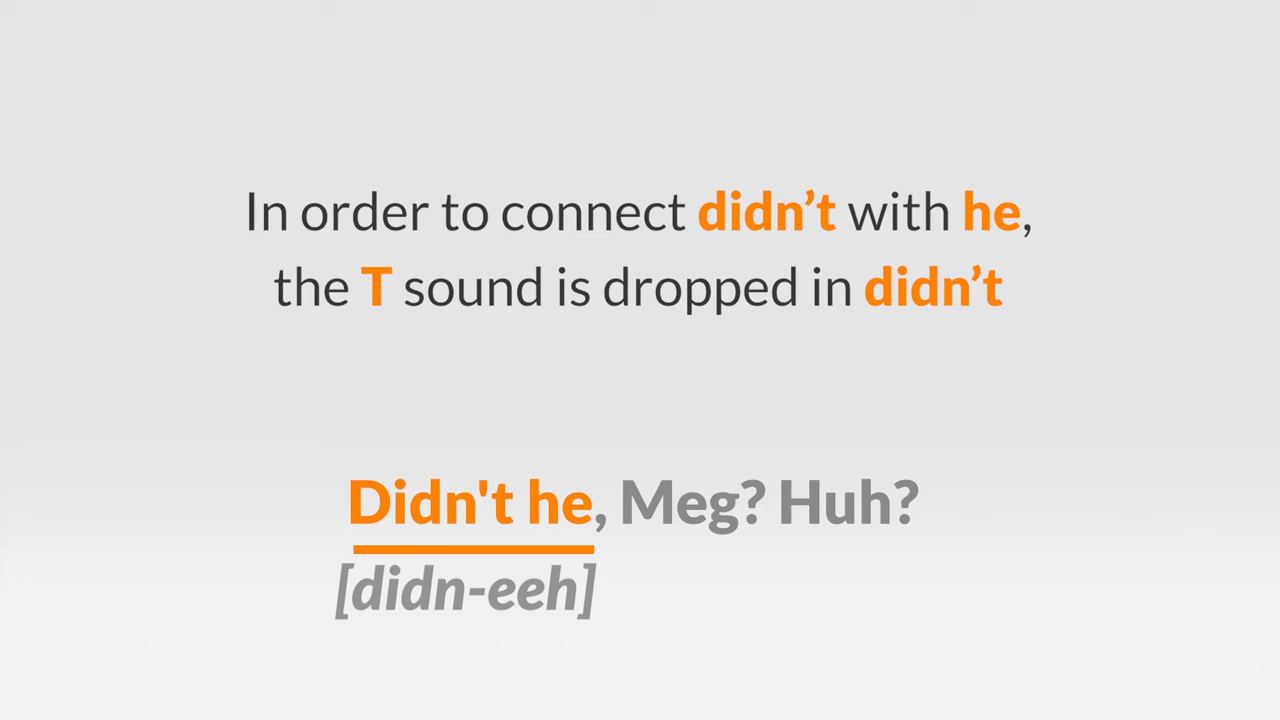 In order to connect didn’t with he,
the T sound is dropped in didn’t
Didn't he, Meg? Huh?
[didn-eeh]